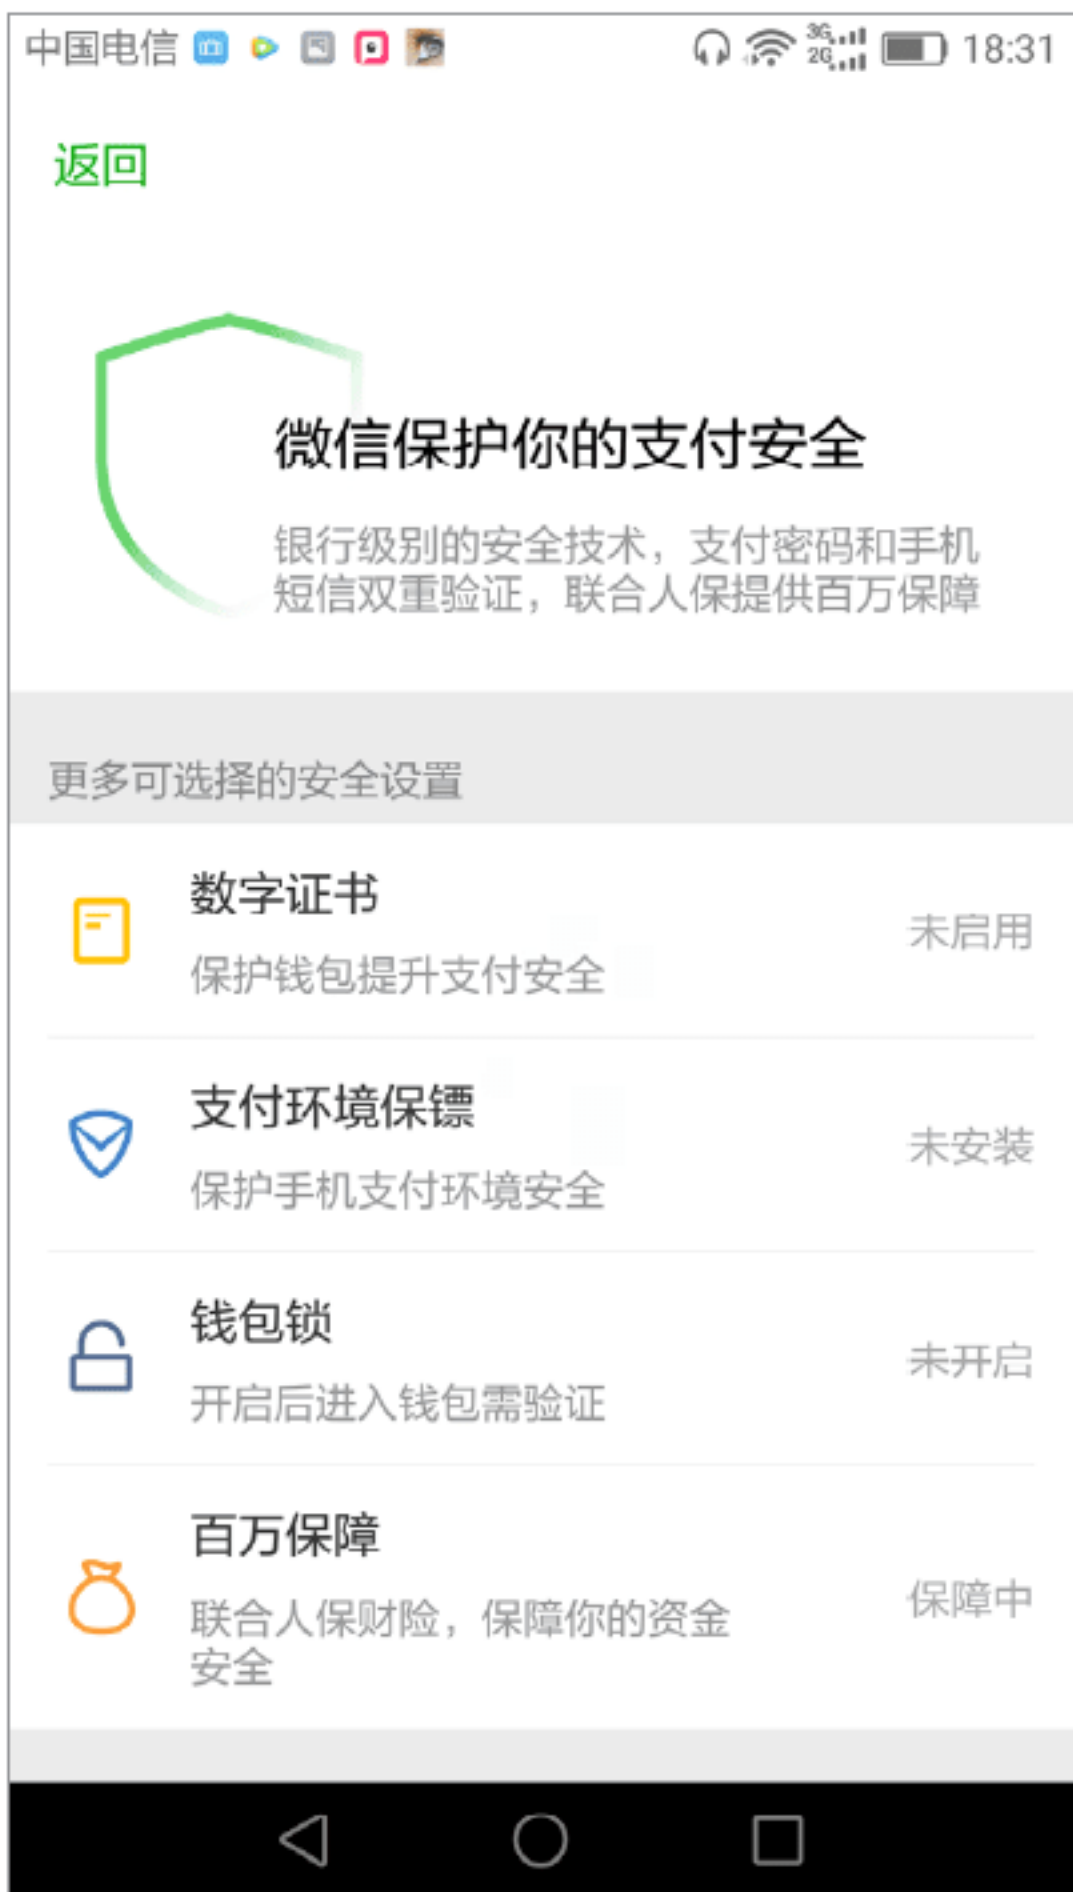 中国电信 3G 2G 18:31
返回
微信保护你的支付安全
银行级别的安全技术，支付密码和手机
短信双重验证，联合人保提供百万保障
更多可选择的安全设置
数字证书
未启用
保护钱包提升支付安全
支付环境保镖
未安装
保护手机支付环境安全
钱包锁
未开启
开启后进入钱包需验证
百万保障
保障中
联合人保财险，保障你的资金
安全